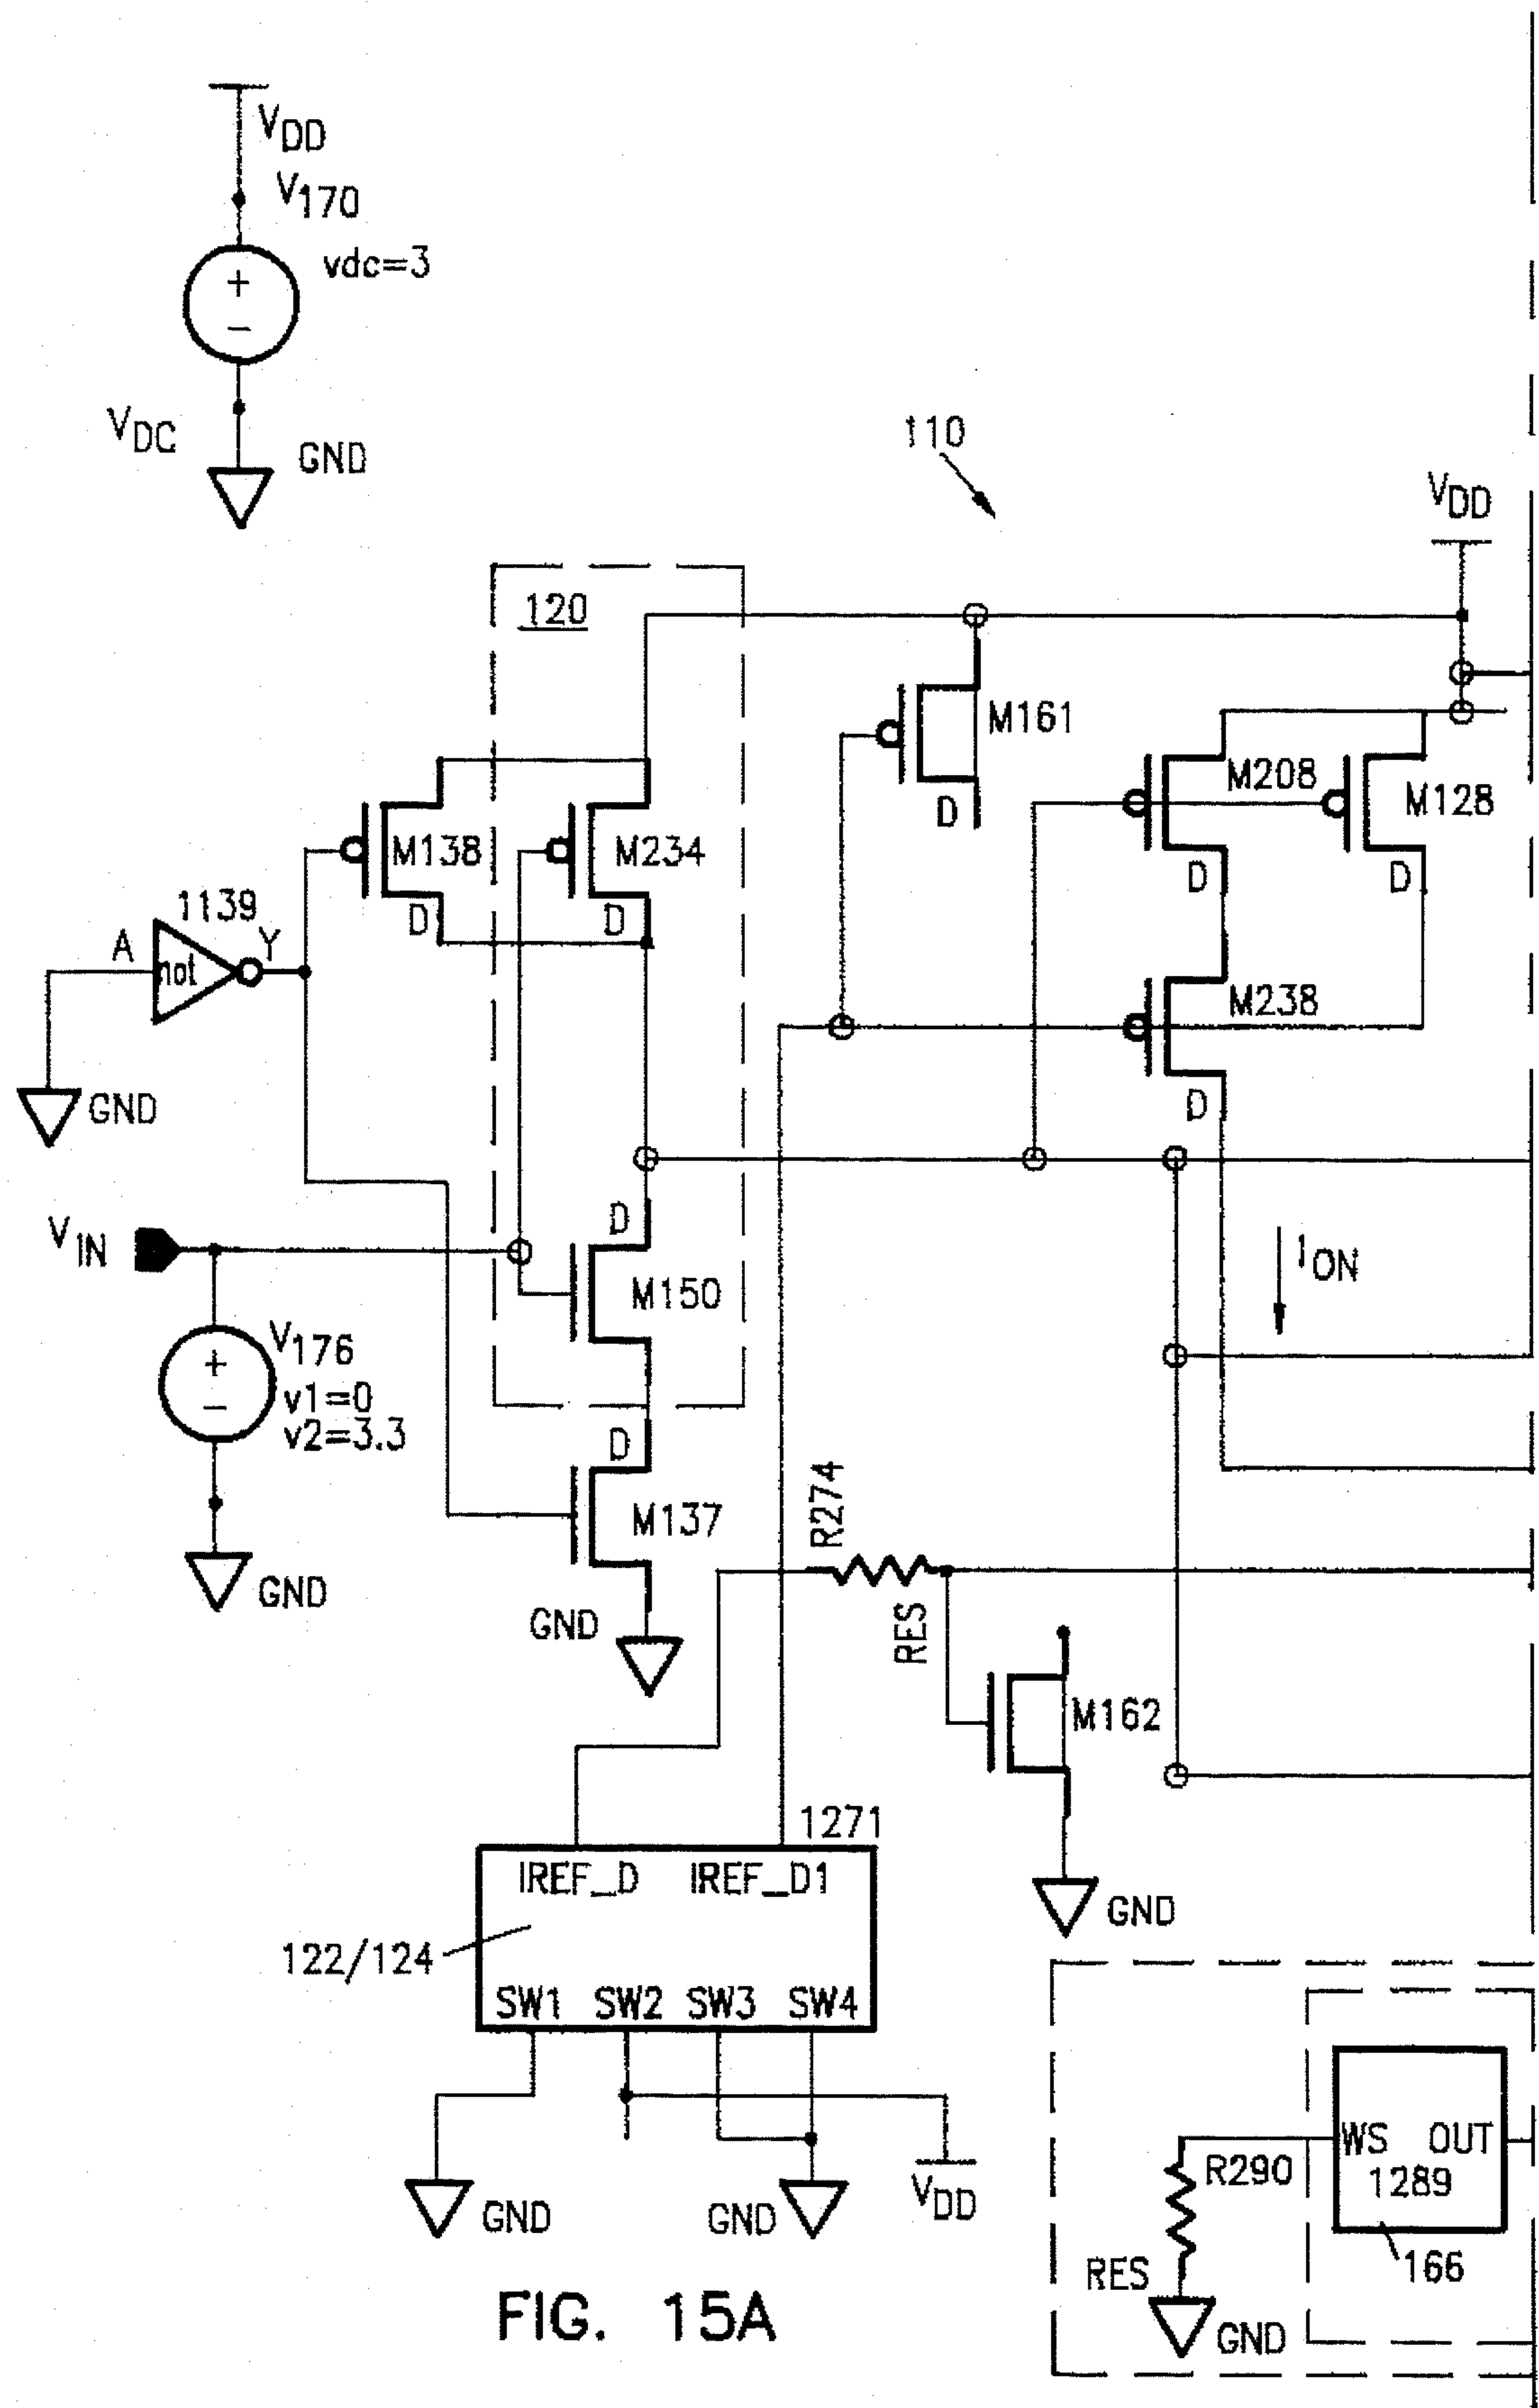 VDD
V170
vdc=3
VDC
GND
110
VDD
120
M161
M208
M128
D
M138
M234
D
D
D
D
1139
A
not
Y
M238
GND
D
D
VIN
M150
ION
V176
v1=0
v2=3.3
D
M137
R274
GND
GND
RES
M162
1271
IREF_D IREF_D1
GND
122/124
SW1 SW2 SW3 SW4
WS OUT
R290
1289
VDD
GND
GND
166
RES
GND
FIG. 15A